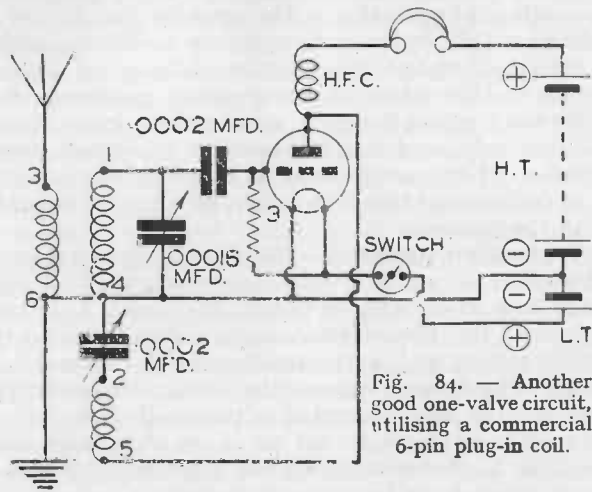 H.F.C.
·0002 MFD.
3
1
3
H.T.
·00015 MFD.
SWITCH
6
4
·0002 MFD.
2
L.T.
5
+
−
−
+
Fig. 84. — Another
good one-valve circuit,
utilising a commercial
6-pin plug-in coil.